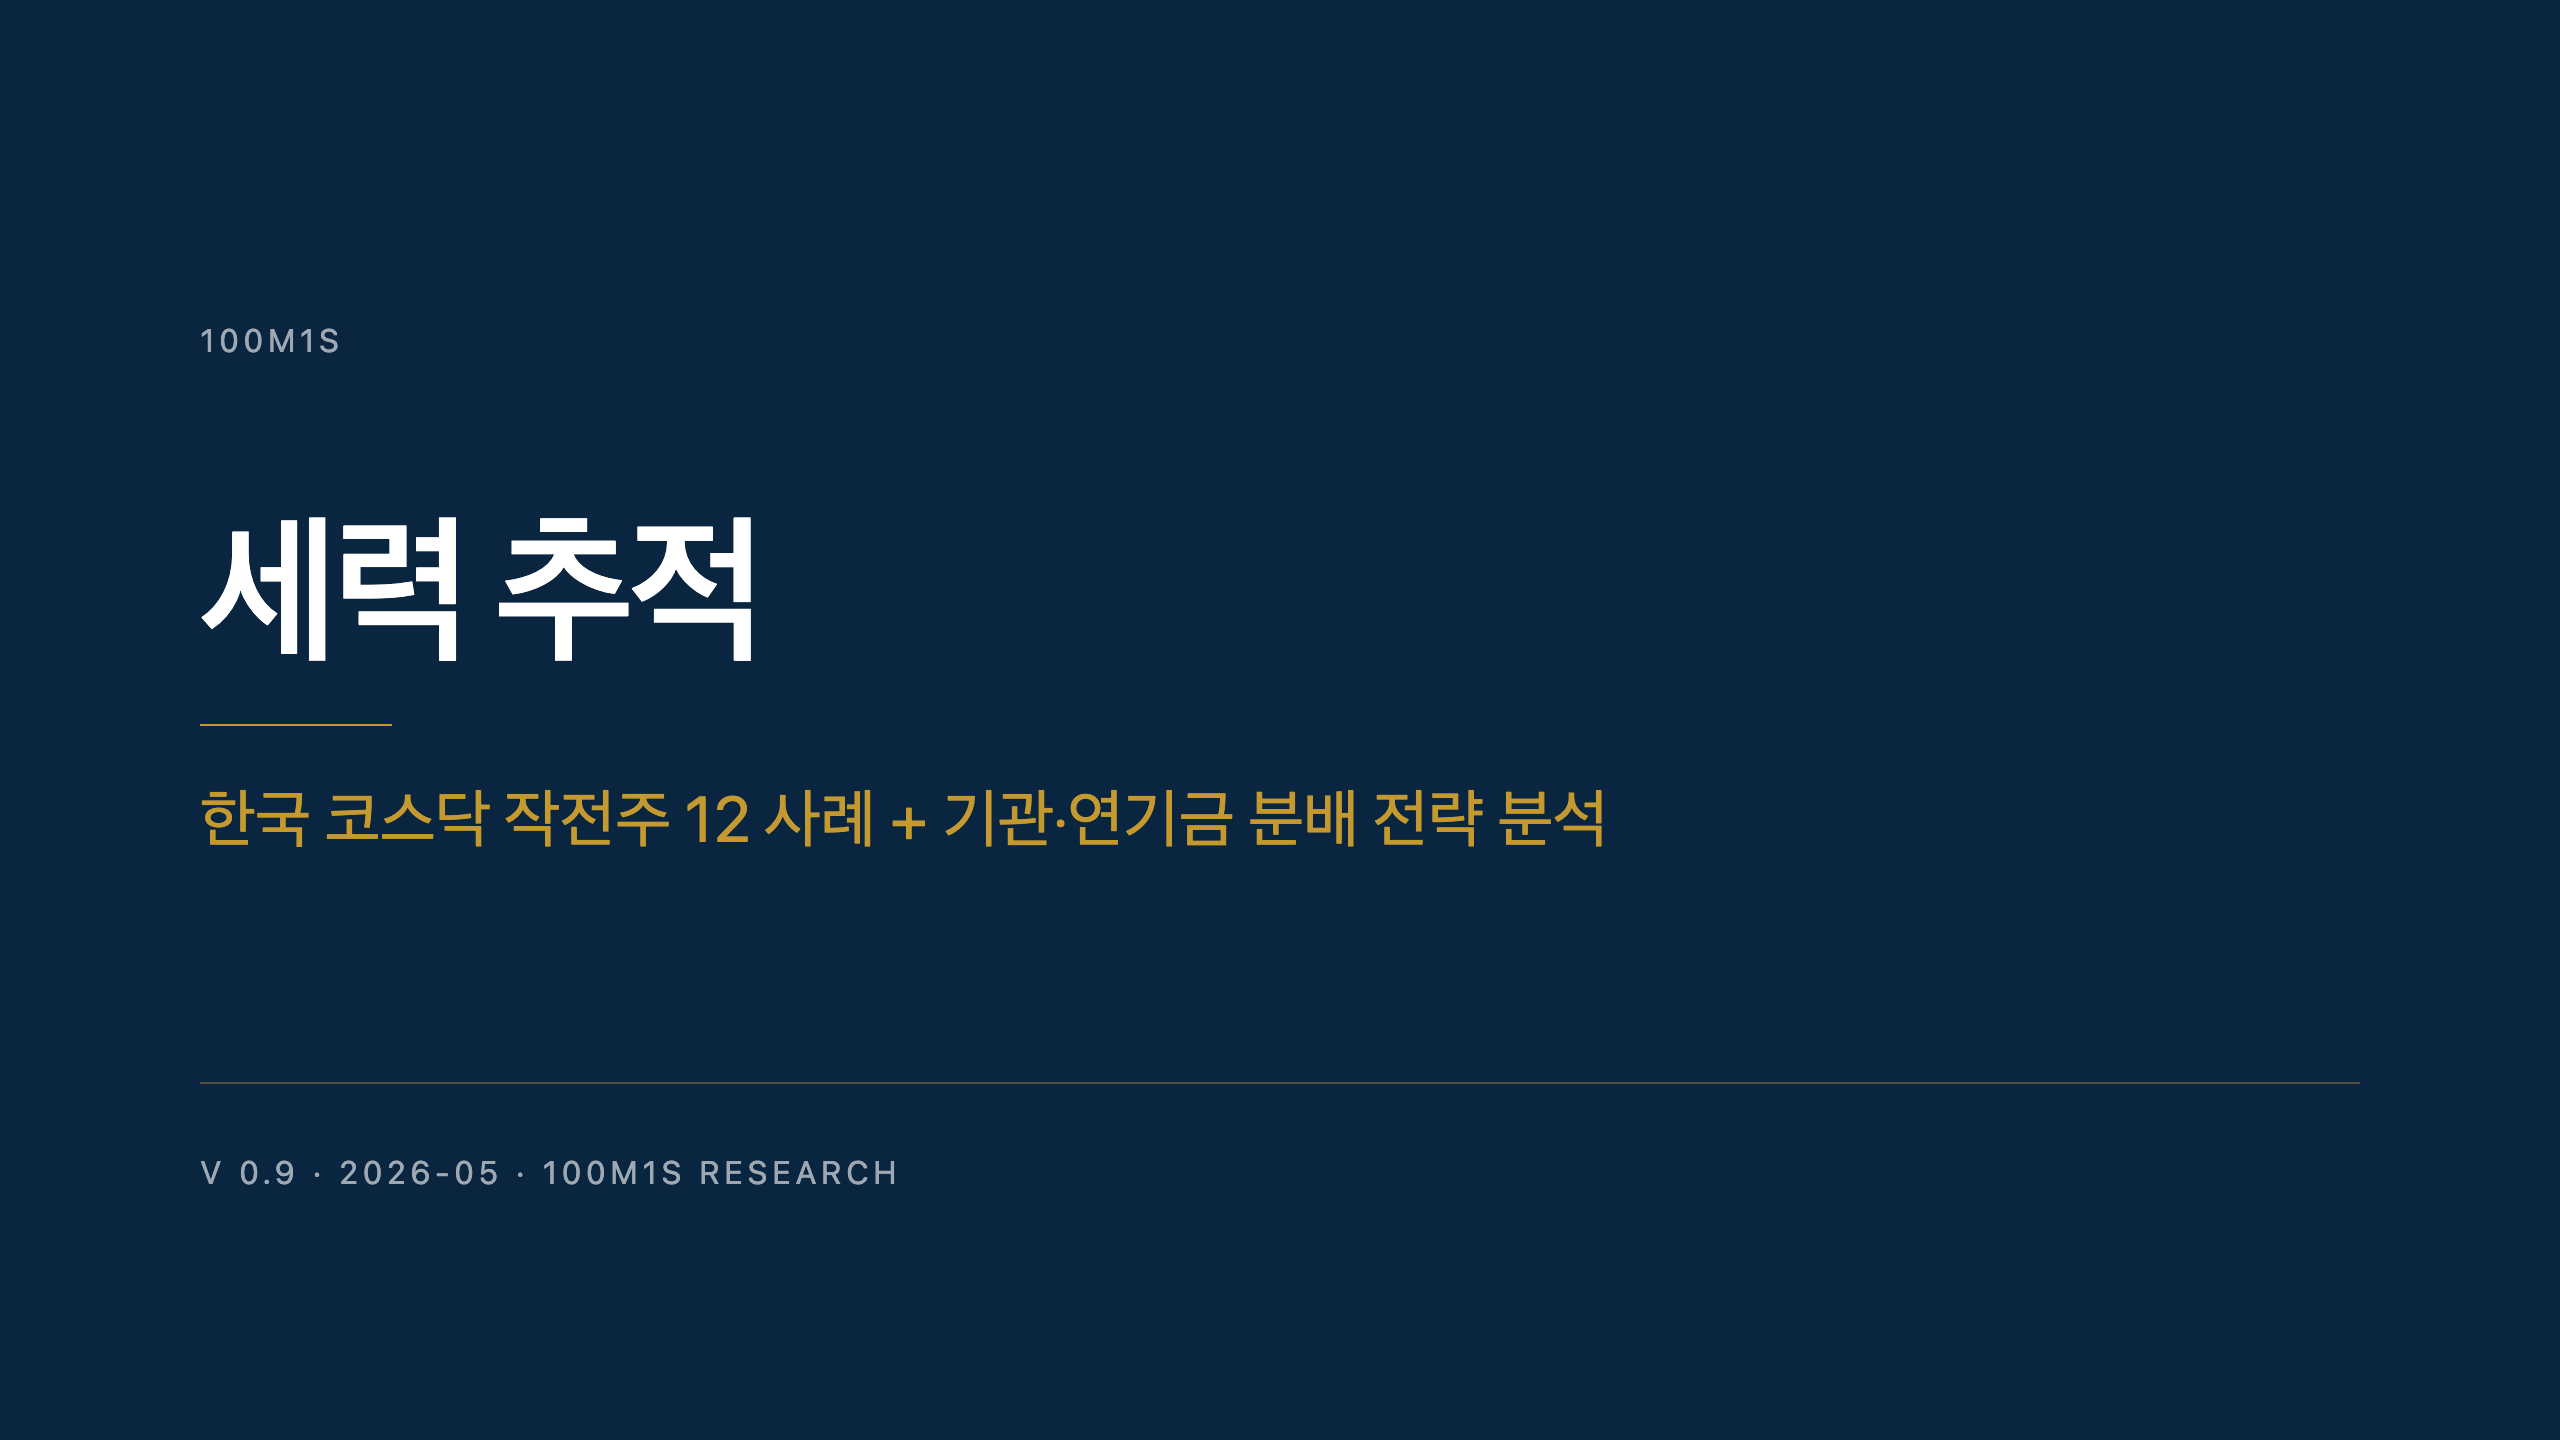 100M1S
세력 추적
한국 코스닥 작전주 12 사례 + 기관·연기금 분배 전략 분석
V 0.9 · 2026-05 · 100M1S RESEARCH